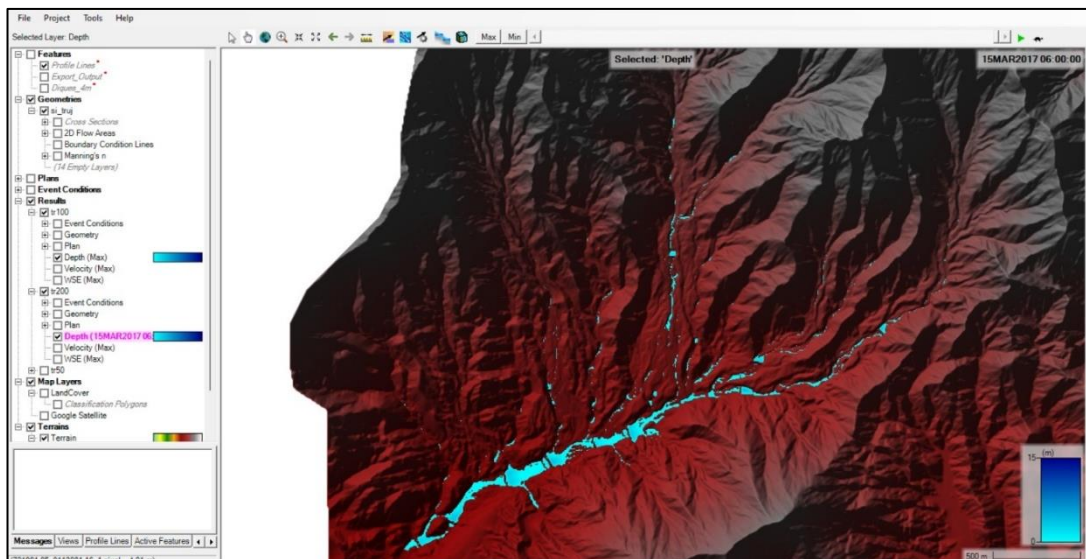 File Project Tools Help
Selected Layer: Depth
Max Min
Features
Profile Lines
Export_Output
Diques_4m
Geometries
si_truj
Cross Sections
2D Flow Areas
Boundary Condition Lines
Manning's n
(14 Empty Layers)
Plans
Event Conditions
Results
tr100
Event Conditions
Geometry
Plan
Depth (Max)
Velocity (Max)
WSE (Max)
tr200
Event Conditions
Geometry
Plan
Depth (15MAR2017 06:
Velocity (Max)
WSE (Max)
tr50
Map Layers
LandCover
Classification Polygons
Google Satellite
Terrains
Terrain
Messages Views Profile Lines Active Features
Selected: 'Depth'
15MAR2017 06:00:00
(m)
15
0
500 m